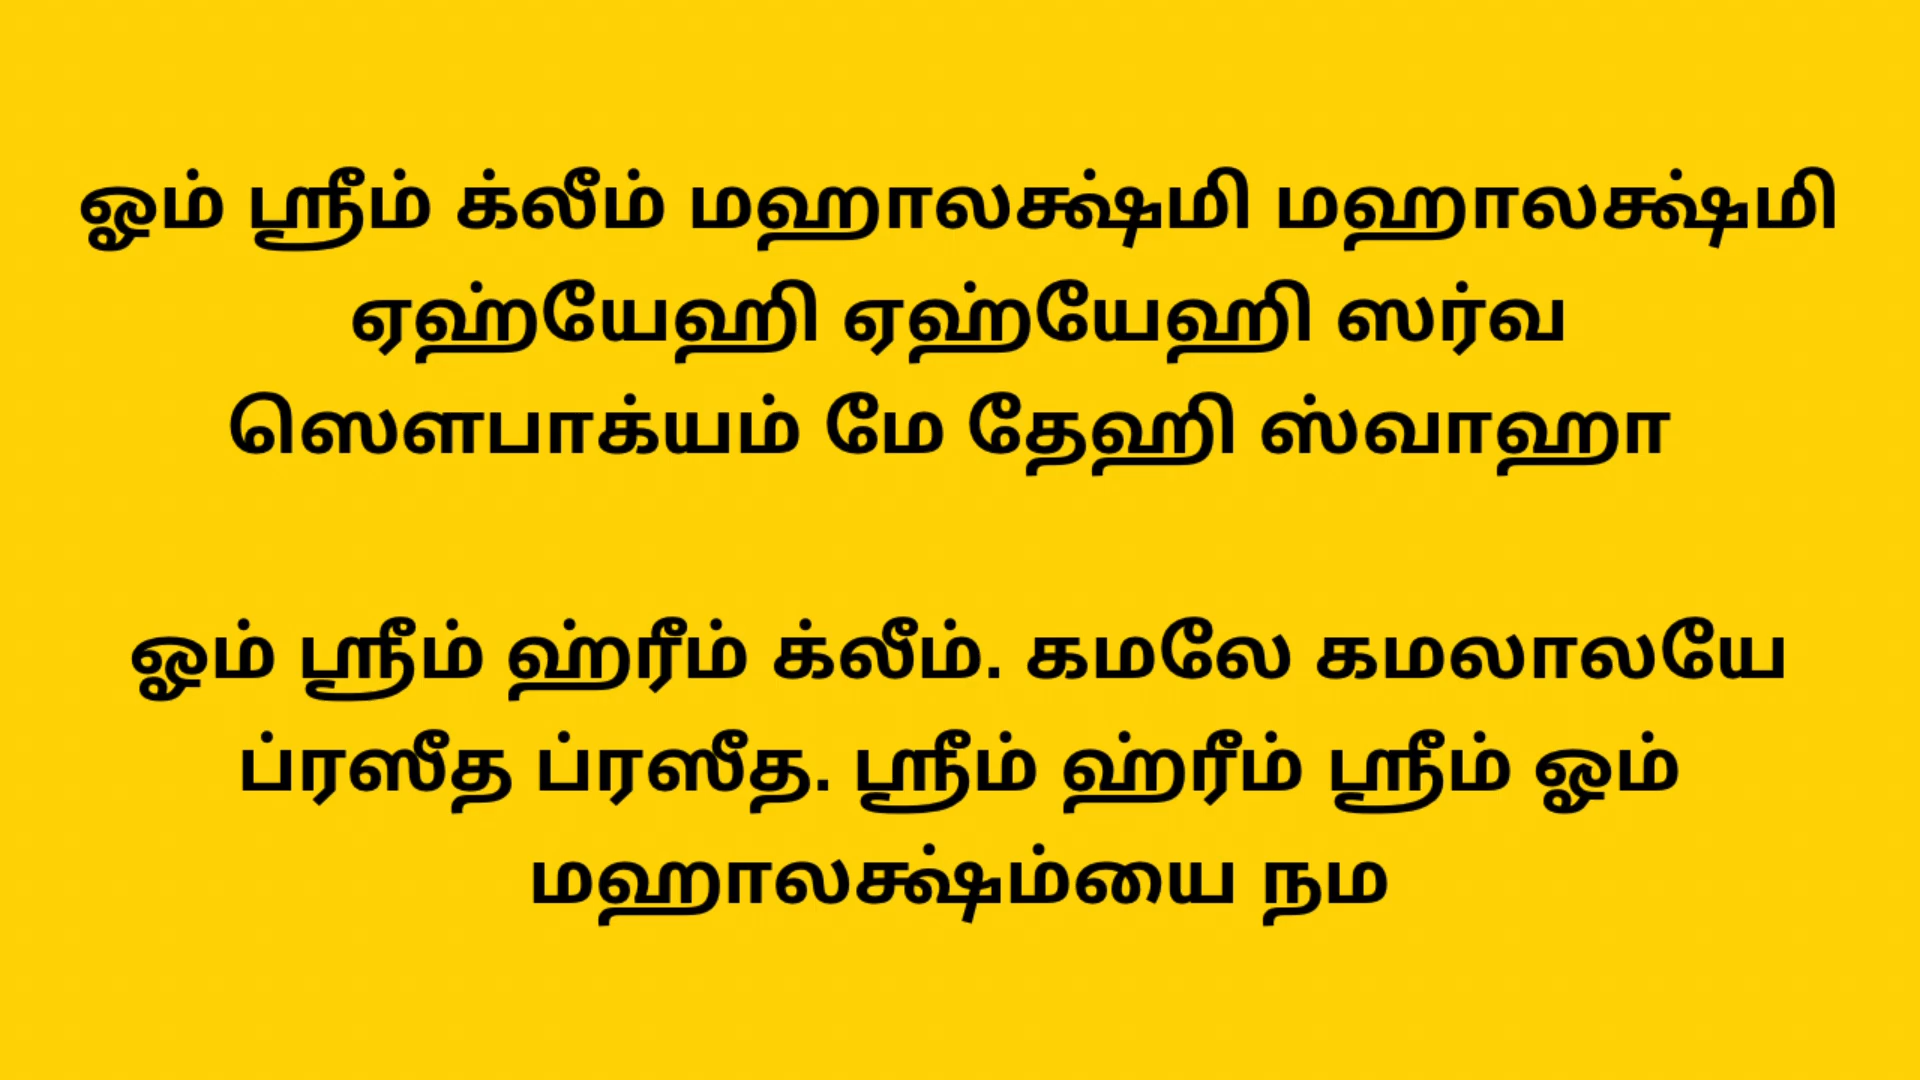 ஓம் ஸ்ரீம் க்லீம் மஹாலக்ஷ்மி மஹாலக்ஷ்மி
ஏஹ்யேஹி ஏஹ்யேஹி ஸர்வ
ஸௌபாக்யம் மே தேஹி ஸ்வாஹா
ஓம் ஸ்ரீம் ஹ்ரீம் க்லீம். கமலே கமலாலயே
ப்ரஸீத ப்ரஸீத. ஸ்ரீம் ஹ்ரீம் ஸ்ரீம் ஓம்
மஹாலக்ஷ்ம்யை நம